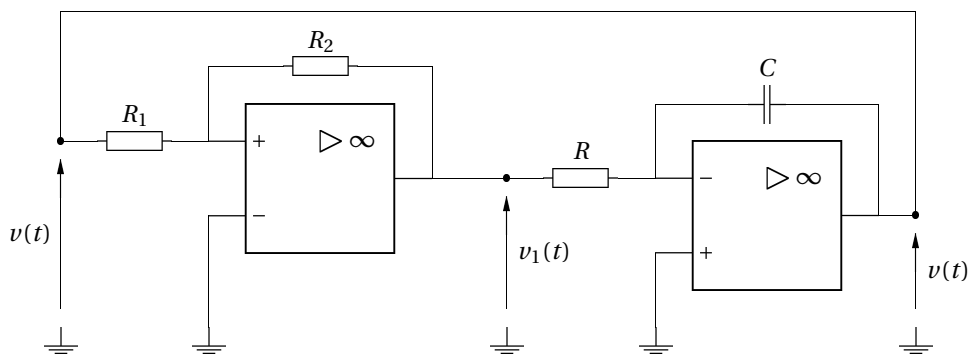 R₂
C
R₁
+
▷ ∞
R
−
▷ ∞
−
v(t)
v₁(t)
+
v(t)